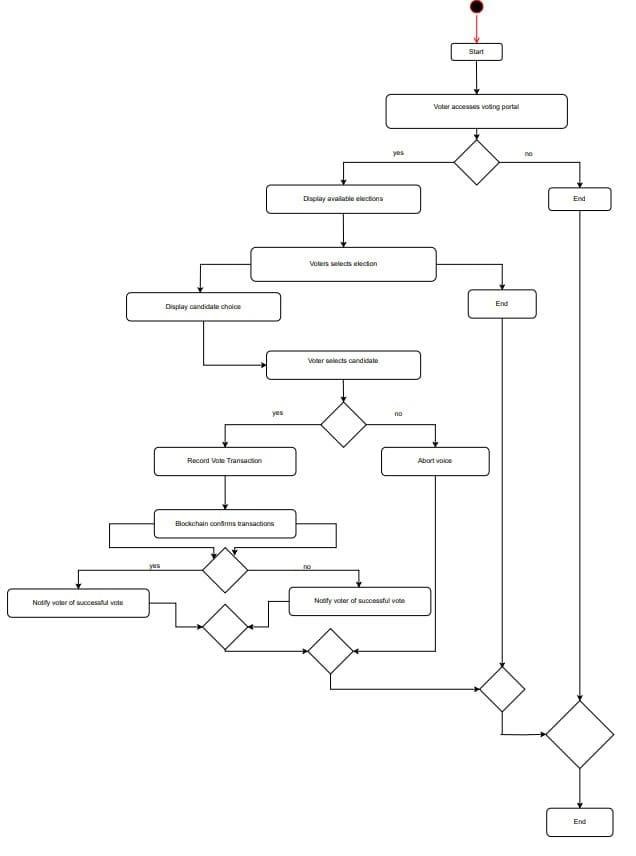 Start
Voter accesses voting portal
yes
no
Display available elections
End
Voters selects election
Display candidate choice
End
Voter selects candidate
yes
no
Record Vote Transaction
Abort voice
Blockchain confirms transactions
yes
no
Notify voter of successful vote
Notify voter of successful vote
End